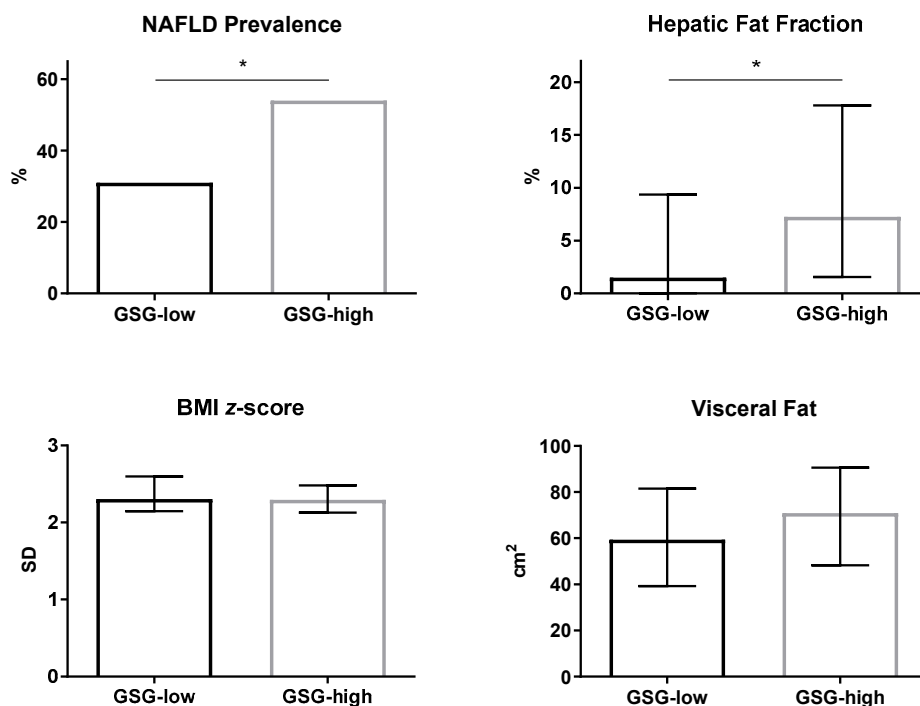 NAFLD Prevalence
*
60
40
20
0
%
GSG-low GSG-high
Hepatic Fat Fraction
*
20
15
10
5
0
%
GSG-low GSG-high
BMI z-score
3
2
1
0
SD
GSG-low GSG-high
Visceral Fat
100
80
60
40
20
0
cm²
GSG-low GSG-high